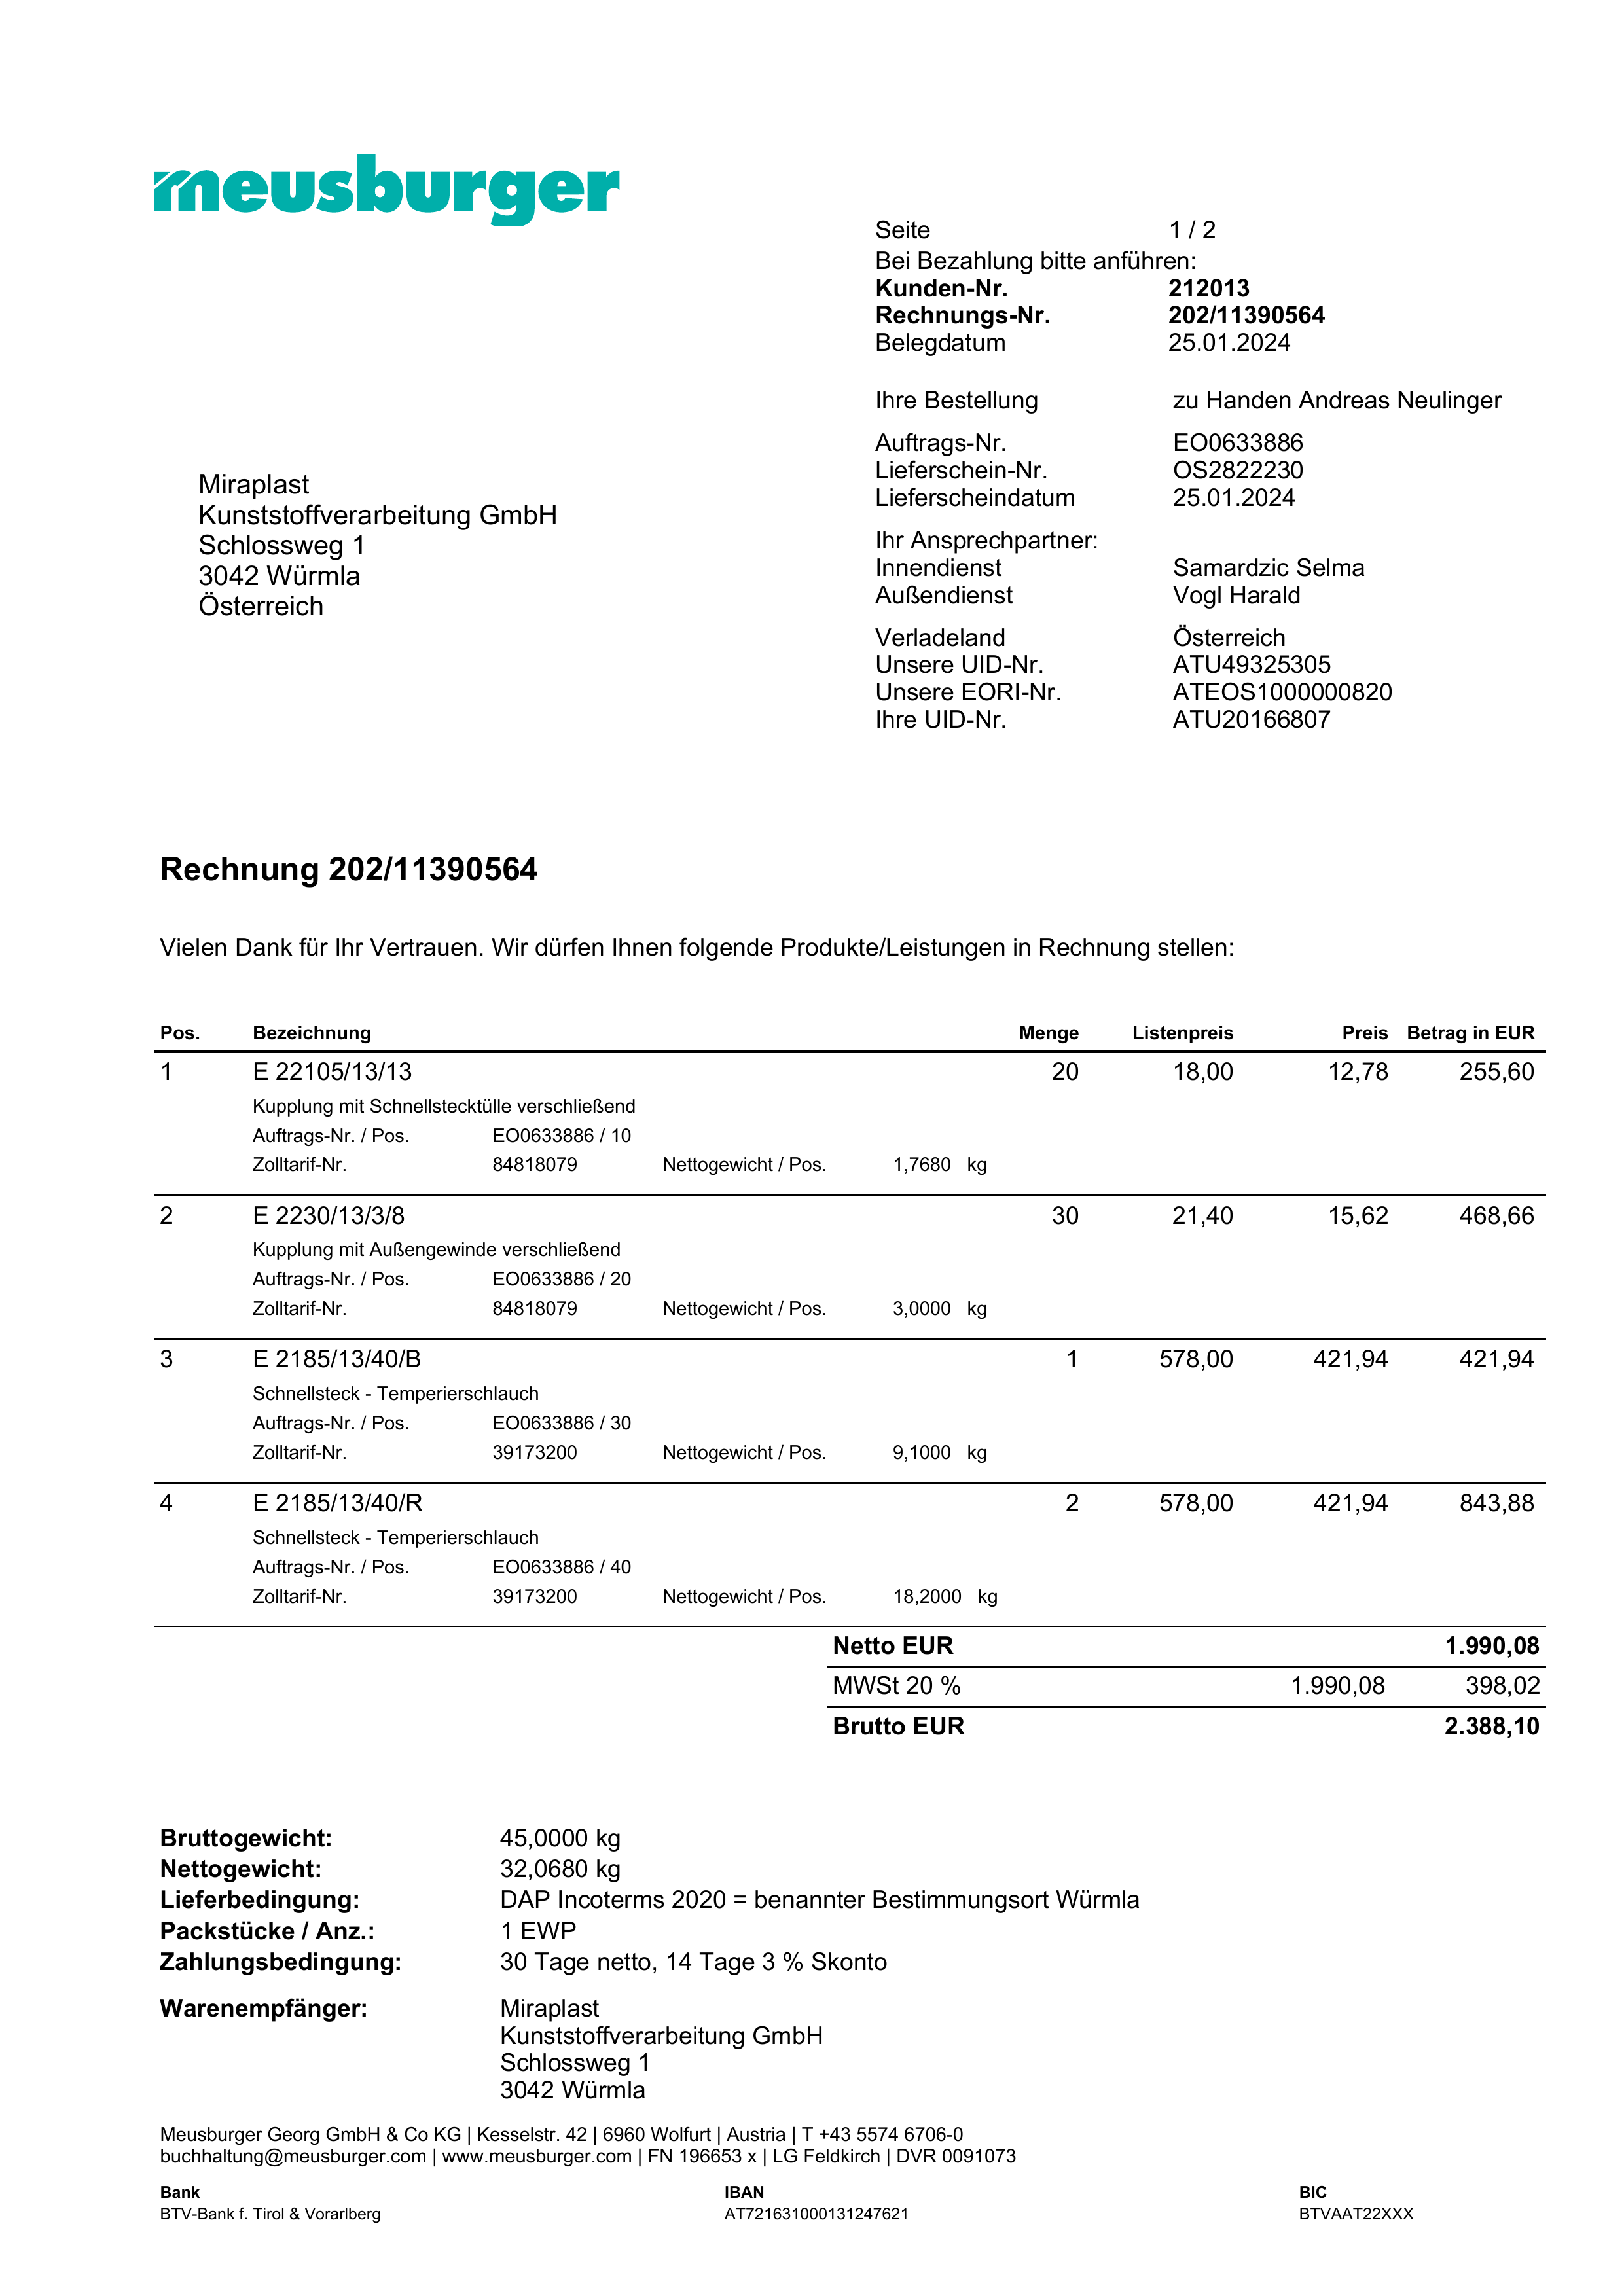 meusburger
Seite 1 / 2
Bei Bezahlung bitte anführen:
Kunden-Nr. 212013
Rechnungs-Nr. 202/11390564
Belegdatum 25.01.2024
Ihre Bestellung zu Handen Andreas Neulinger
Auftrags-Nr. EO0633886
Lieferschein-Nr. OS2822230
Lieferscheindatum 25.01.2024
Ihr Ansprechpartner:
Innendienst Samardzic Selma
Außendienst Vogl Harald
Verladeland Österreich
Unsere UID-Nr. ATU49325305
Unsere EORI-Nr. ATEOS1000000820
Ihre UID-Nr. ATU20166807
Miraplast
Kunststoffverarbeitung GmbH
Schlossweg 1
3042 Würmla
Österreich
Rechnung 202/11390564
Vielen Dank für Ihr Vertrauen. Wir dürfen Ihnen folgende Produkte/Leistungen in Rechnung stellen:
Pos. Bezeichnung Menge Listenpreis Preis Betrag in EUR
1 E 22105/13/13 20 18,00 12,78 255,60
Kupplung mit Schnellstecktülle verschließend
Auftrags-Nr. / Pos. EO0633886 / 10
Zolltarif-Nr. 84818079 Nettogewicht / Pos. 1,7680 kg
2 E 2230/13/3/8 30 21,40 15,62 468,66
Kupplung mit Außengewinde verschließend
Auftrags-Nr. / Pos. EO0633886 / 20
Zolltarif-Nr. 84818079 Nettogewicht / Pos. 3,0000 kg
3 E 2185/13/40/B 1 578,00 421,94 421,94
Schnellsteck - Temperierschlauch
Auftrags-Nr. / Pos. EO0633886 / 30
Zolltarif-Nr. 39173200 Nettogewicht / Pos. 9,1000 kg
4 E 2185/13/40/R 2 578,00 421,94 843,88
Schnellsteck - Temperierschlauch
Auftrags-Nr. / Pos. EO0633886 / 40
Zolltarif-Nr. 39173200 Nettogewicht / Pos. 18,2000 kg
Netto EUR 1.990,08
MWSt 20 % 1.990,08 398,02
Brutto EUR 2.388,10
Bruttogewicht: 45,0000 kg
Nettogewicht: 32,0680 kg
Lieferbedingung: DAP Incoterms 2020 = benannter Bestimmungsort Würmla
Packstücke / Anz.: 1 EWP
Zahlungsbedingung: 30 Tage netto, 14 Tage 3 % Skonto
Warenempfänger: Miraplast
Kunststoffverarbeitung GmbH
Schlossweg 1
3042 Würmla
Meusburger Georg GmbH & Co KG | Kesselstr. 42 | 6960 Wolfurt | Austria | T +43 5574 6706-0
buchhaltung@meusburger.com | www.meusburger.com | FN 196653 x | LG Feldkirch | DVR 0091073
Bank IBAN BIC
BTV-Bank f. Tirol & Vorarlberg AT721631000131247621 BTVAAT22XXX